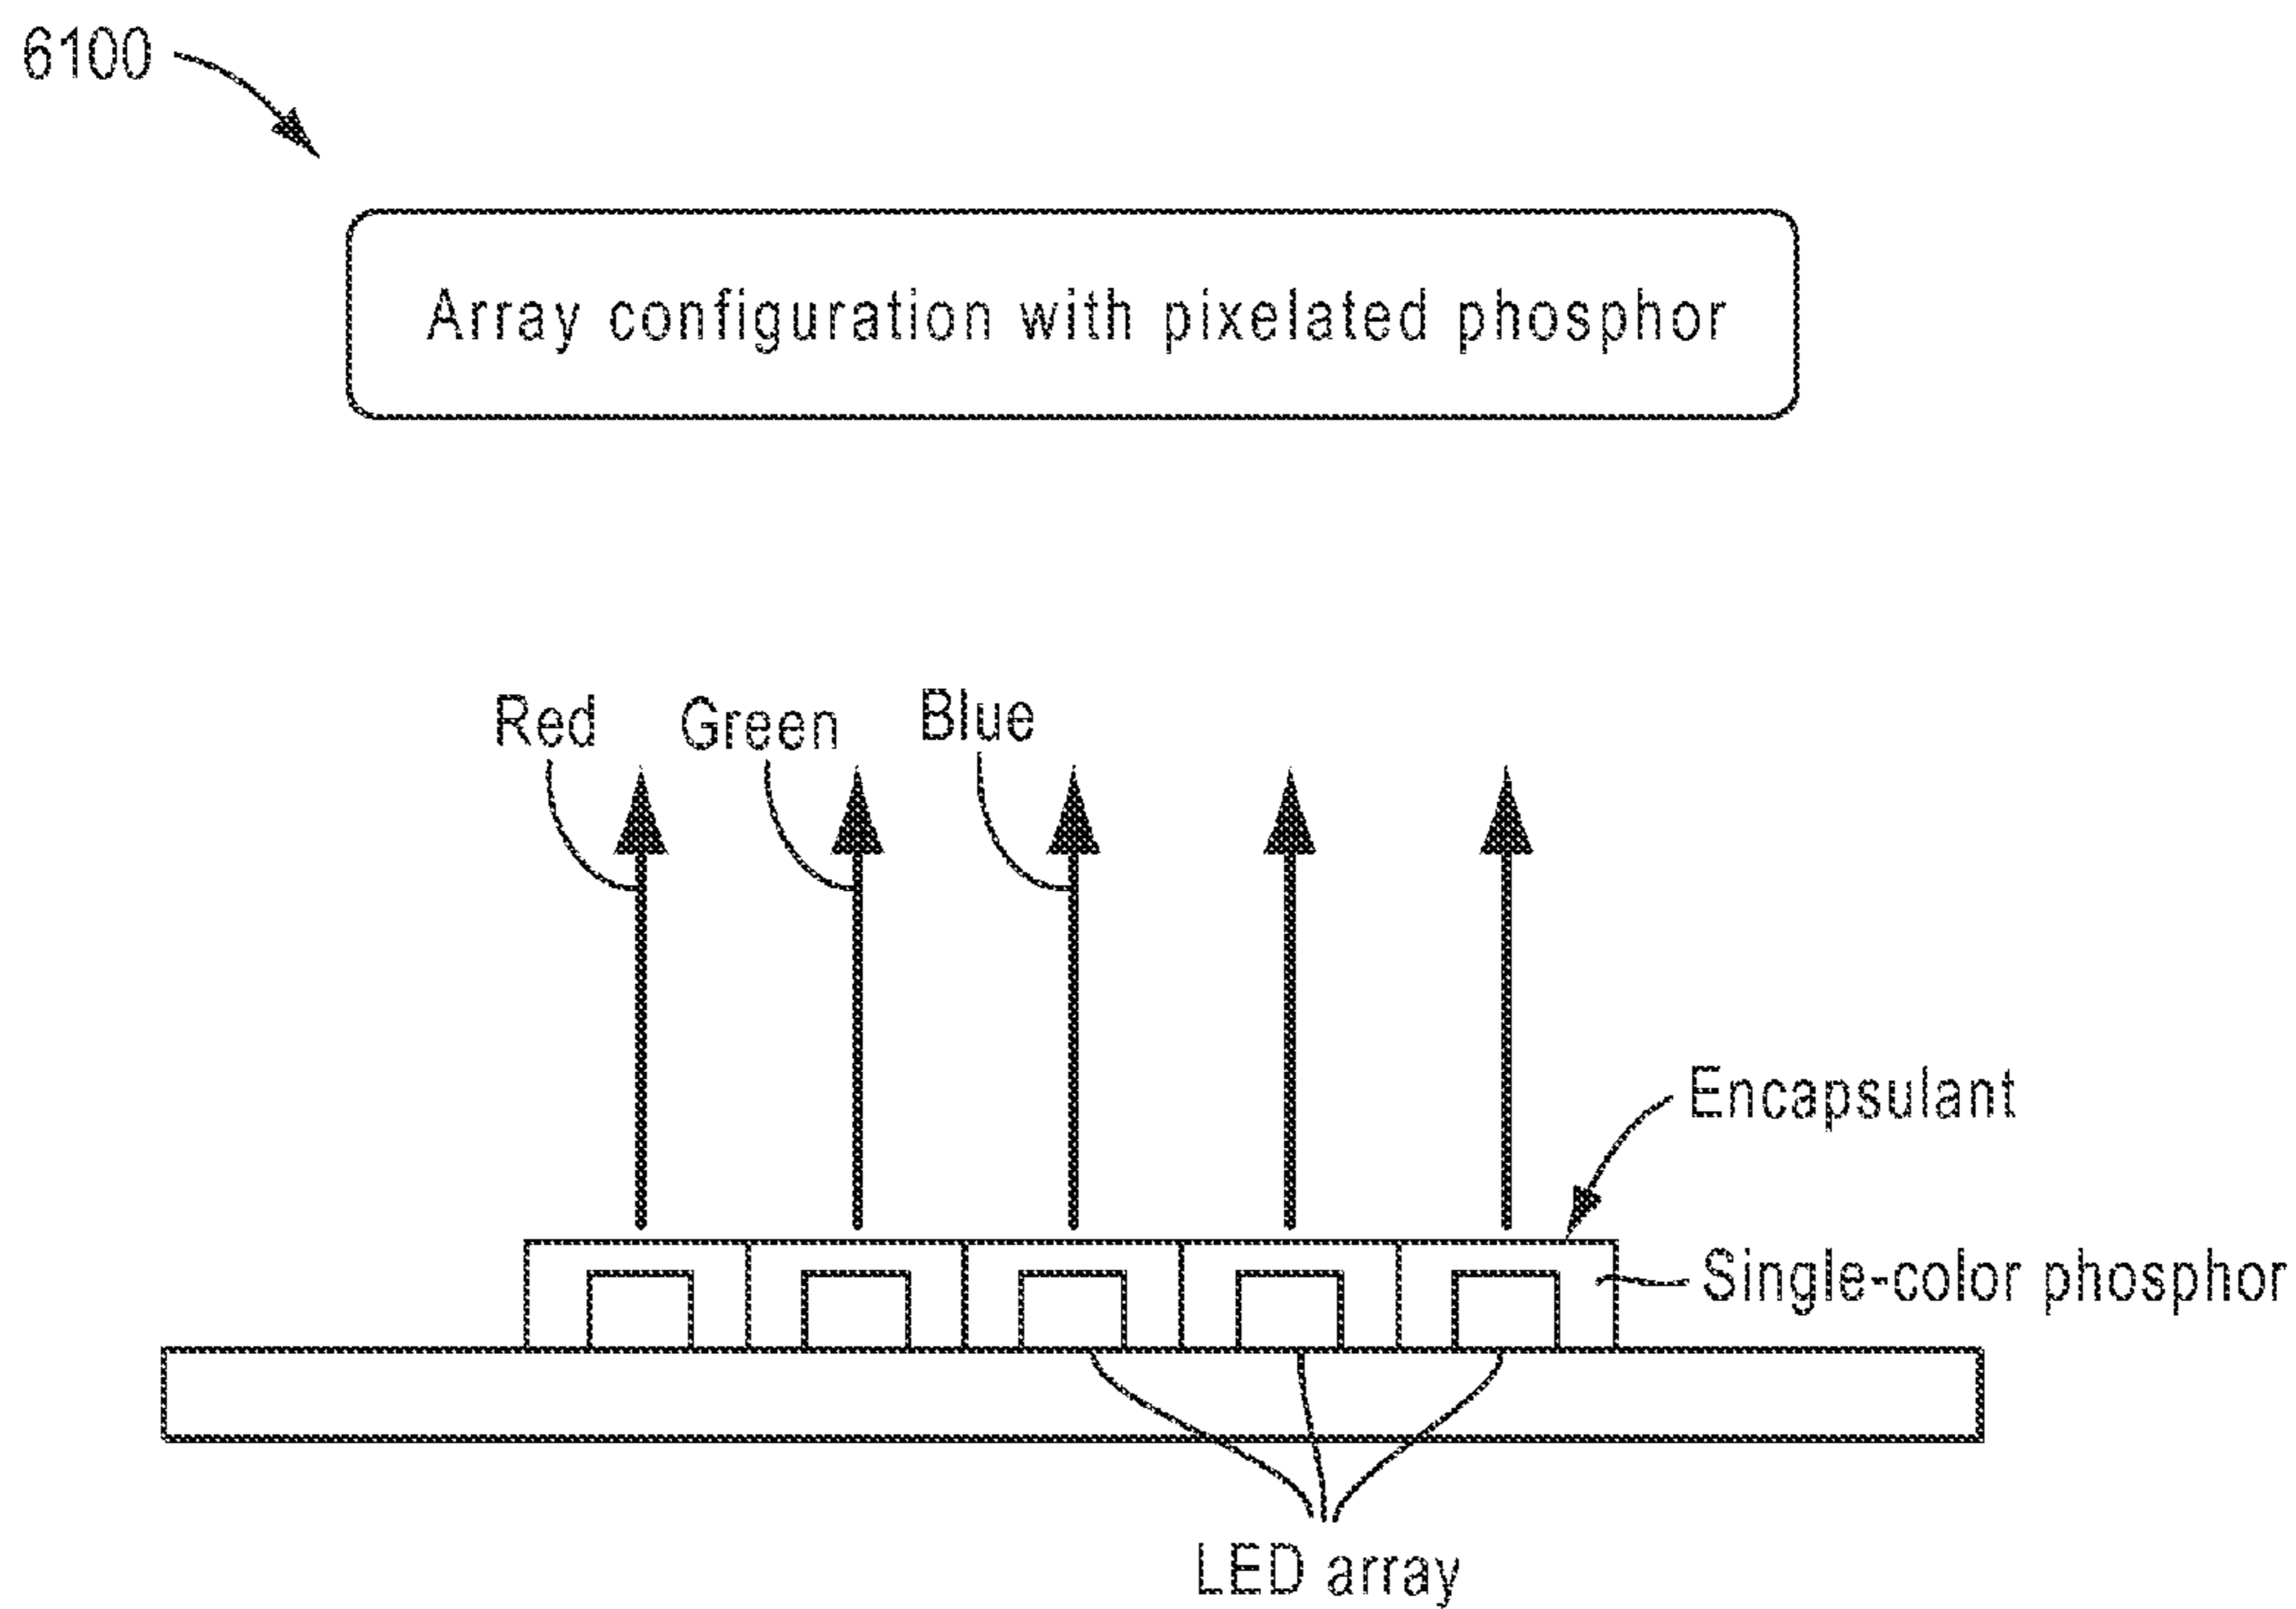 6100
Array configuration with pixelated phosphor
Red Green Blue
Encapsulant
Single-color phosphor
LED array